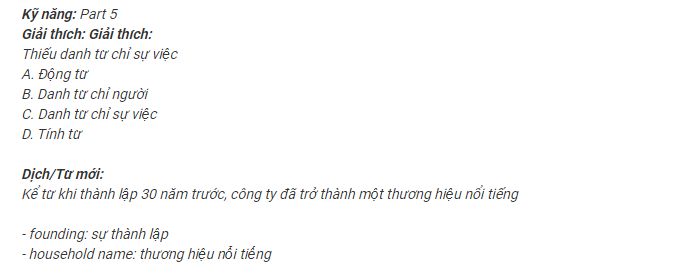 Kỹ năng: Part 5
Giải thích: Giải thích:
Thiếu danh từ chỉ sự việc
A. Động từ
B. Danh từ chỉ người
C. Danh từ chỉ sự việc
D. Tính từ
Dịch/Từ mới:
Kể từ khi thành lập 30 năm trước, công ty đã trở thành một thương hiệu nổi tiếng
- founding: sự thành lập
- household name: thương hiệu nổi tiếng